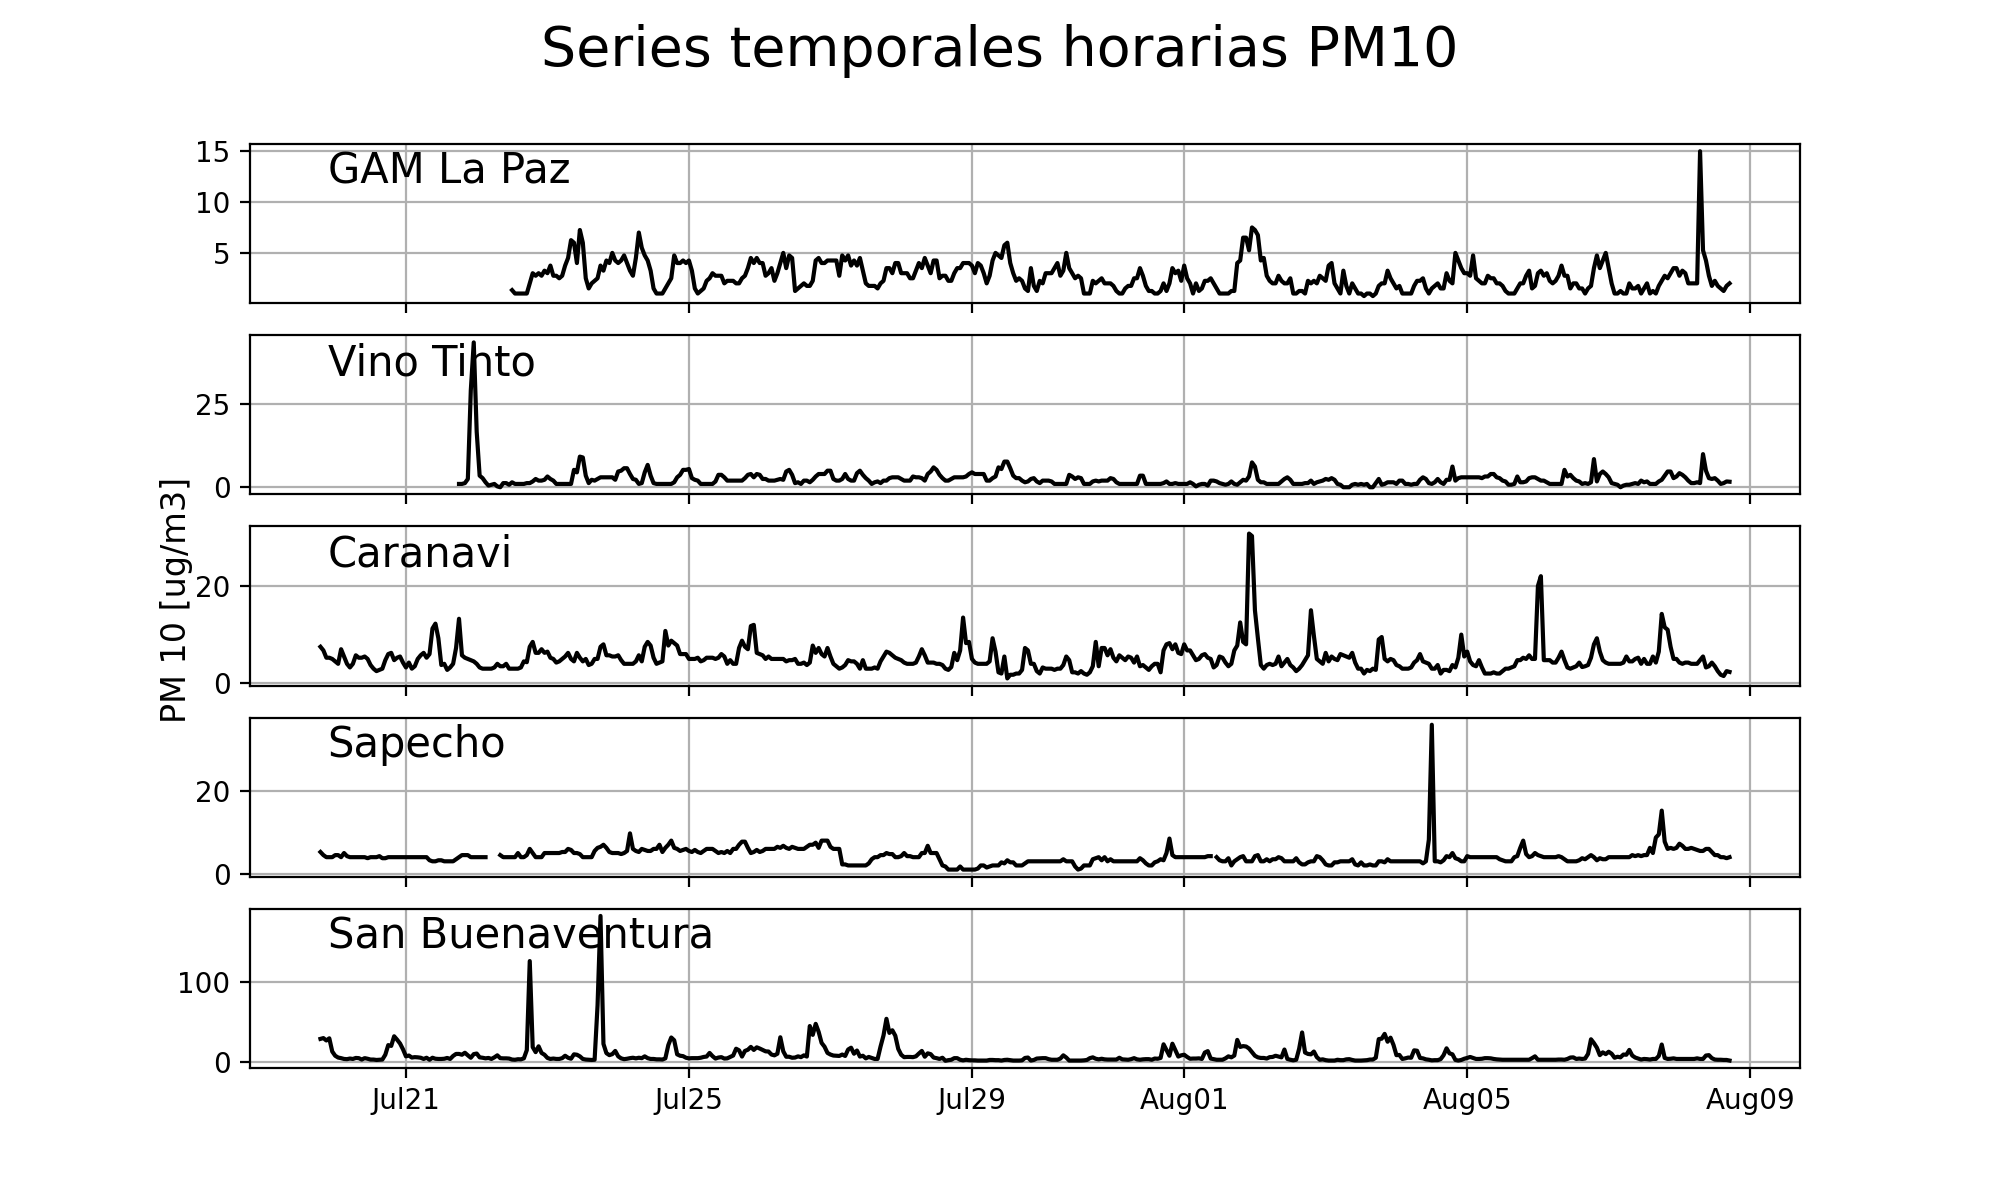 Series temporales horarias PM10
PM 10 [ug/m3]
GAM La Paz
15
10
5
Vino Tinto
25
0
Caranavi
20
0
Sapecho
20
0
San Buenaventura
100
0
Jul21 Jul25 Jul29 Aug01 Aug05 Aug09